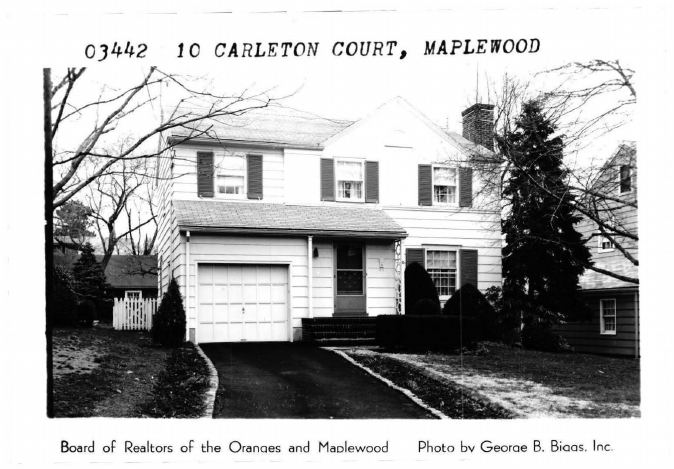 03442 10 CARLETON COURT, MAPLEWOOD
Board of Realtors of the Oranges and Maplewood Photo by George B. Biggs, Inc.